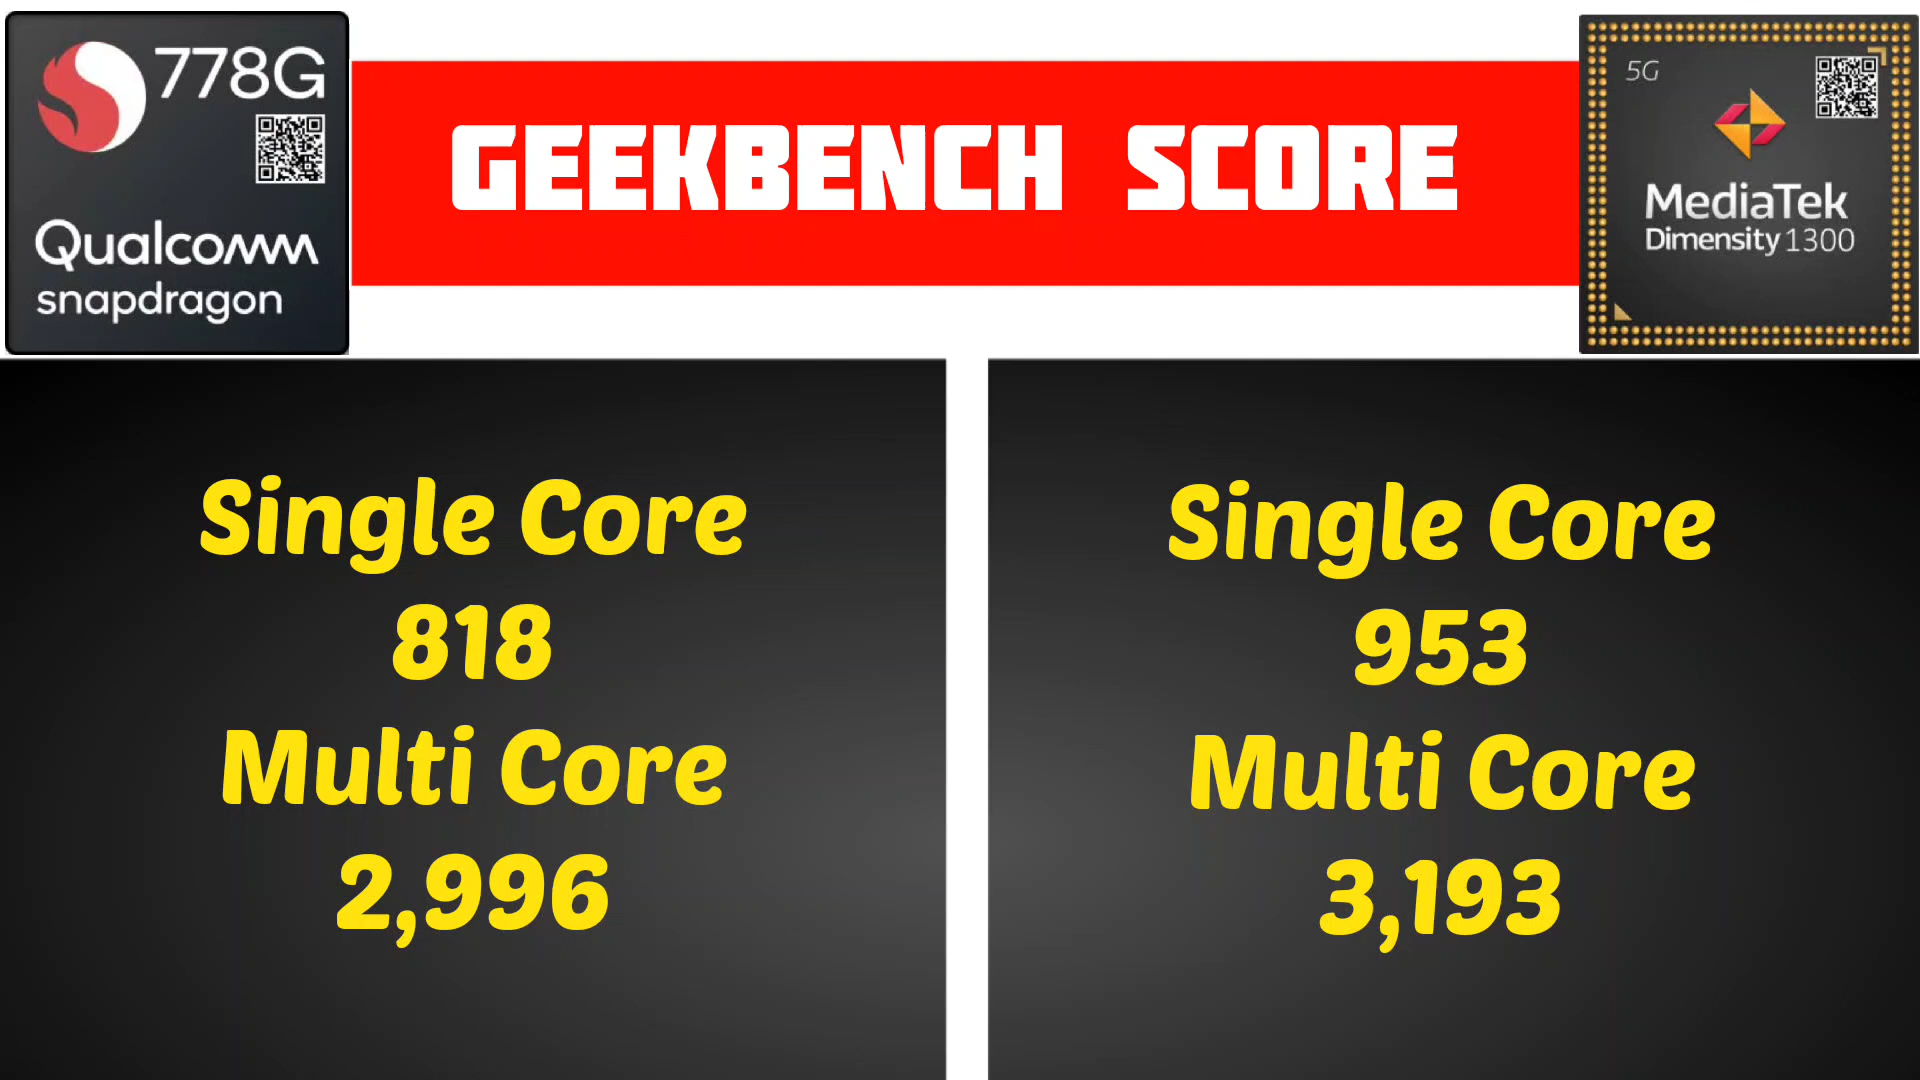 778G
Qualcomm
snapdragon
GEEKBENCH SCORE
5G
MediaTek
Dimensity 1300
Single Core
818
Multi Core
2,996
Single Core
953
Multi Core
3,193